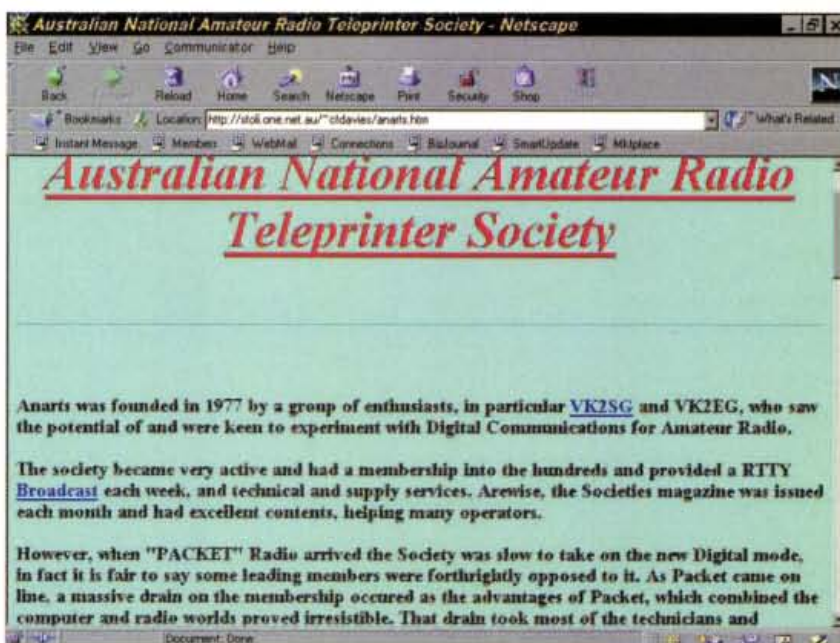 Australian National Amateur Radio Teleprinter Society - Netscape
File Edit View Go Communicator Help
Back Reload Home Search Netscape Print Security Shop
Bookmarks Location: http://stoli.one.net.au/~cfdavies/anarts.htm What's Related
Instant Message Members WebMail Connections BizJournal SmartUpdate Mktplace
Australian National Amateur Radio
Teleprinter Society
Anarts was founded in 1977 by a group of enthusiasts, in particular VK2SG and VK2EG, who saw
the potential of and were keen to experiment with Digital Communications for Amateur Radio.
The society became very active and had a membership into the hundreds and provided a RTTY
Broadcast each week, and technical and supply services. Arewise, the Societies magazine was issued
each month and had excellent contents, helping many operators.
However, when "PACKET" Radio arrived the Society was slow to take on the new Digital mode,
in fact it is fair to say some leading members were forthrightly opposed to it. As Packet came on
line, a massive drain on the membership occured as the advantages of Packet, which combined the
computer and radio worlds proved irresistible. That drain took most of the technicians and
Document: Done